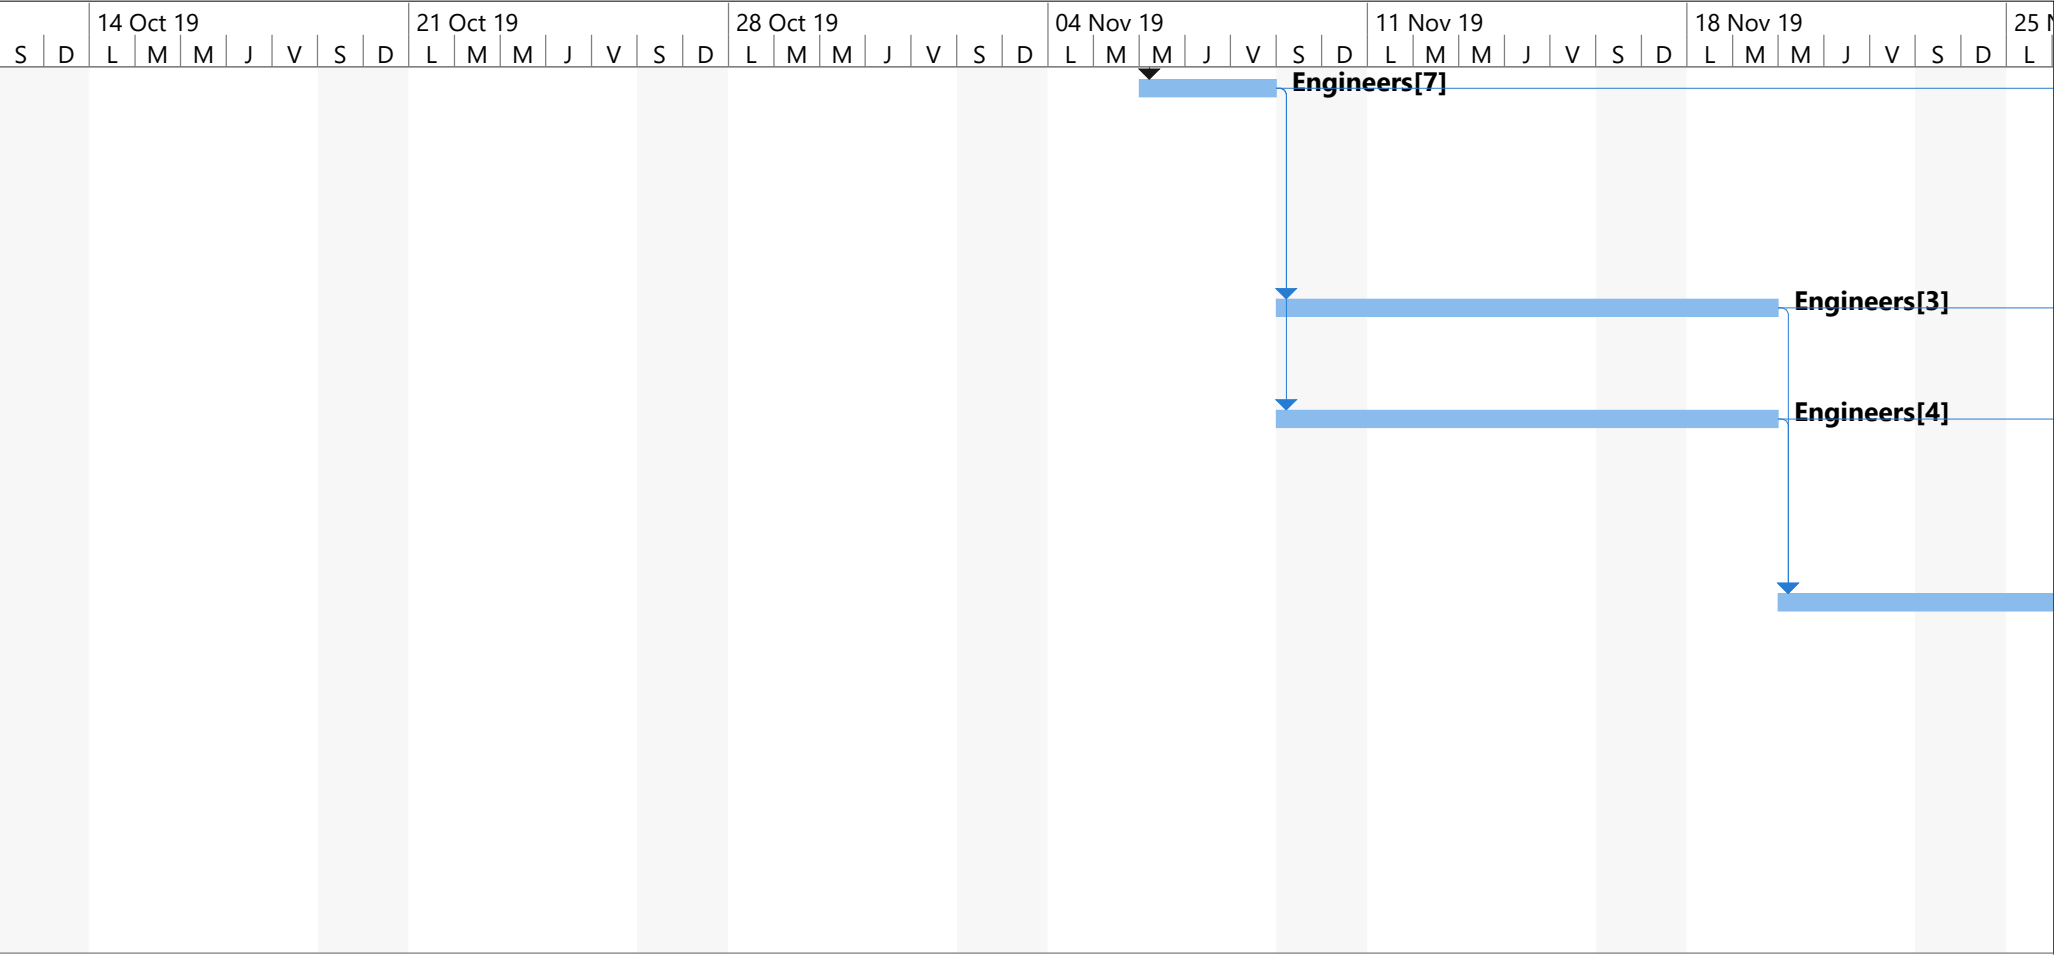 14 Oct 19 21 Oct 19 28 Oct 19 04 Nov 19 11 Nov 19 18 Nov 19 25
S D L M M J V S D L M M J V S D L M M J V S D L M M J V S D L M M J V S D L M M J V S D L
Engineers[7]
Engineers[3]
Engineers[4]